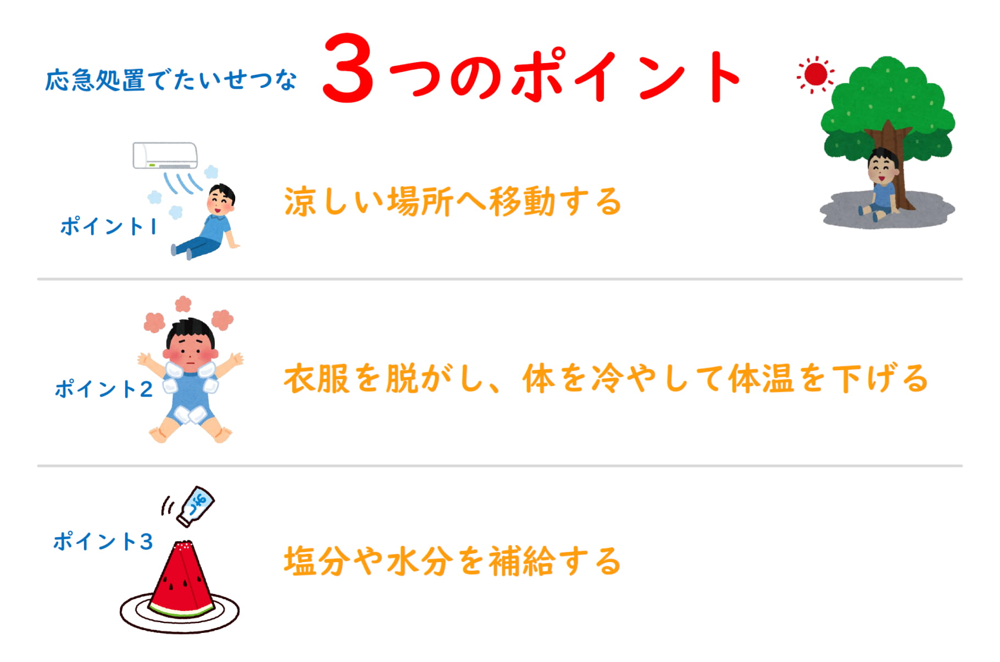 応急処置でたいせつな 3つのポイント
ポイント1
涼しい場所へ移動する
ポイント2
衣服を脱がし、体を冷やして体温を下げる
しお
ポイント3
塩分や水分を補給する